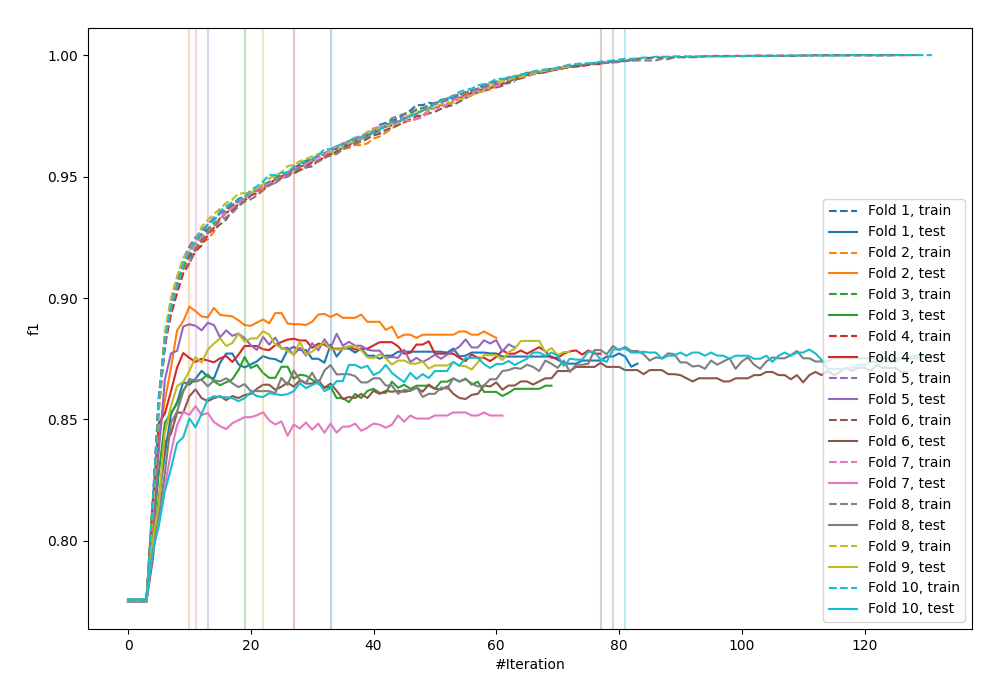 1.00
0.95
0.90
0.85
0.80
f1
0 20 40 60 80 100 120
#Iteration
Fold 1, train
Fold 1, test
Fold 2, train
Fold 2, test
Fold 3, train
Fold 3, test
Fold 4, train
Fold 4, test
Fold 5, train
Fold 5, test
Fold 6, train
Fold 6, test
Fold 7, train
Fold 7, test
Fold 8, train
Fold 8, test
Fold 9, train
Fold 9, test
Fold 10, train
Fold 10, test